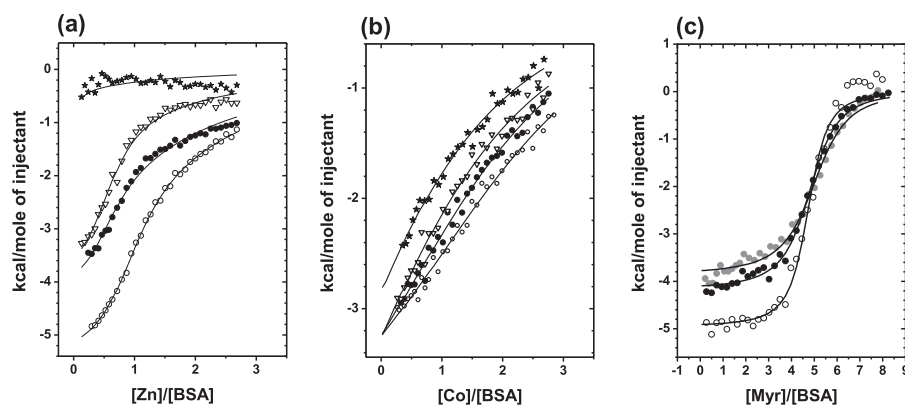 (a)
kcal/mole of injectant
0
-1
-2
-3
-4
-5
0 1 2 3
[Zn]/[BSA]
(b)
kcal/mole of injectant
-1
-2
-3
0 1 2 3
[Co]/[BSA]
(c)
kcal/mole of injectant
1
0
-1
-2
-3
-4
-5
-1 0 1 2 3 4 5 6 7 8 9
[Myr]/[BSA]